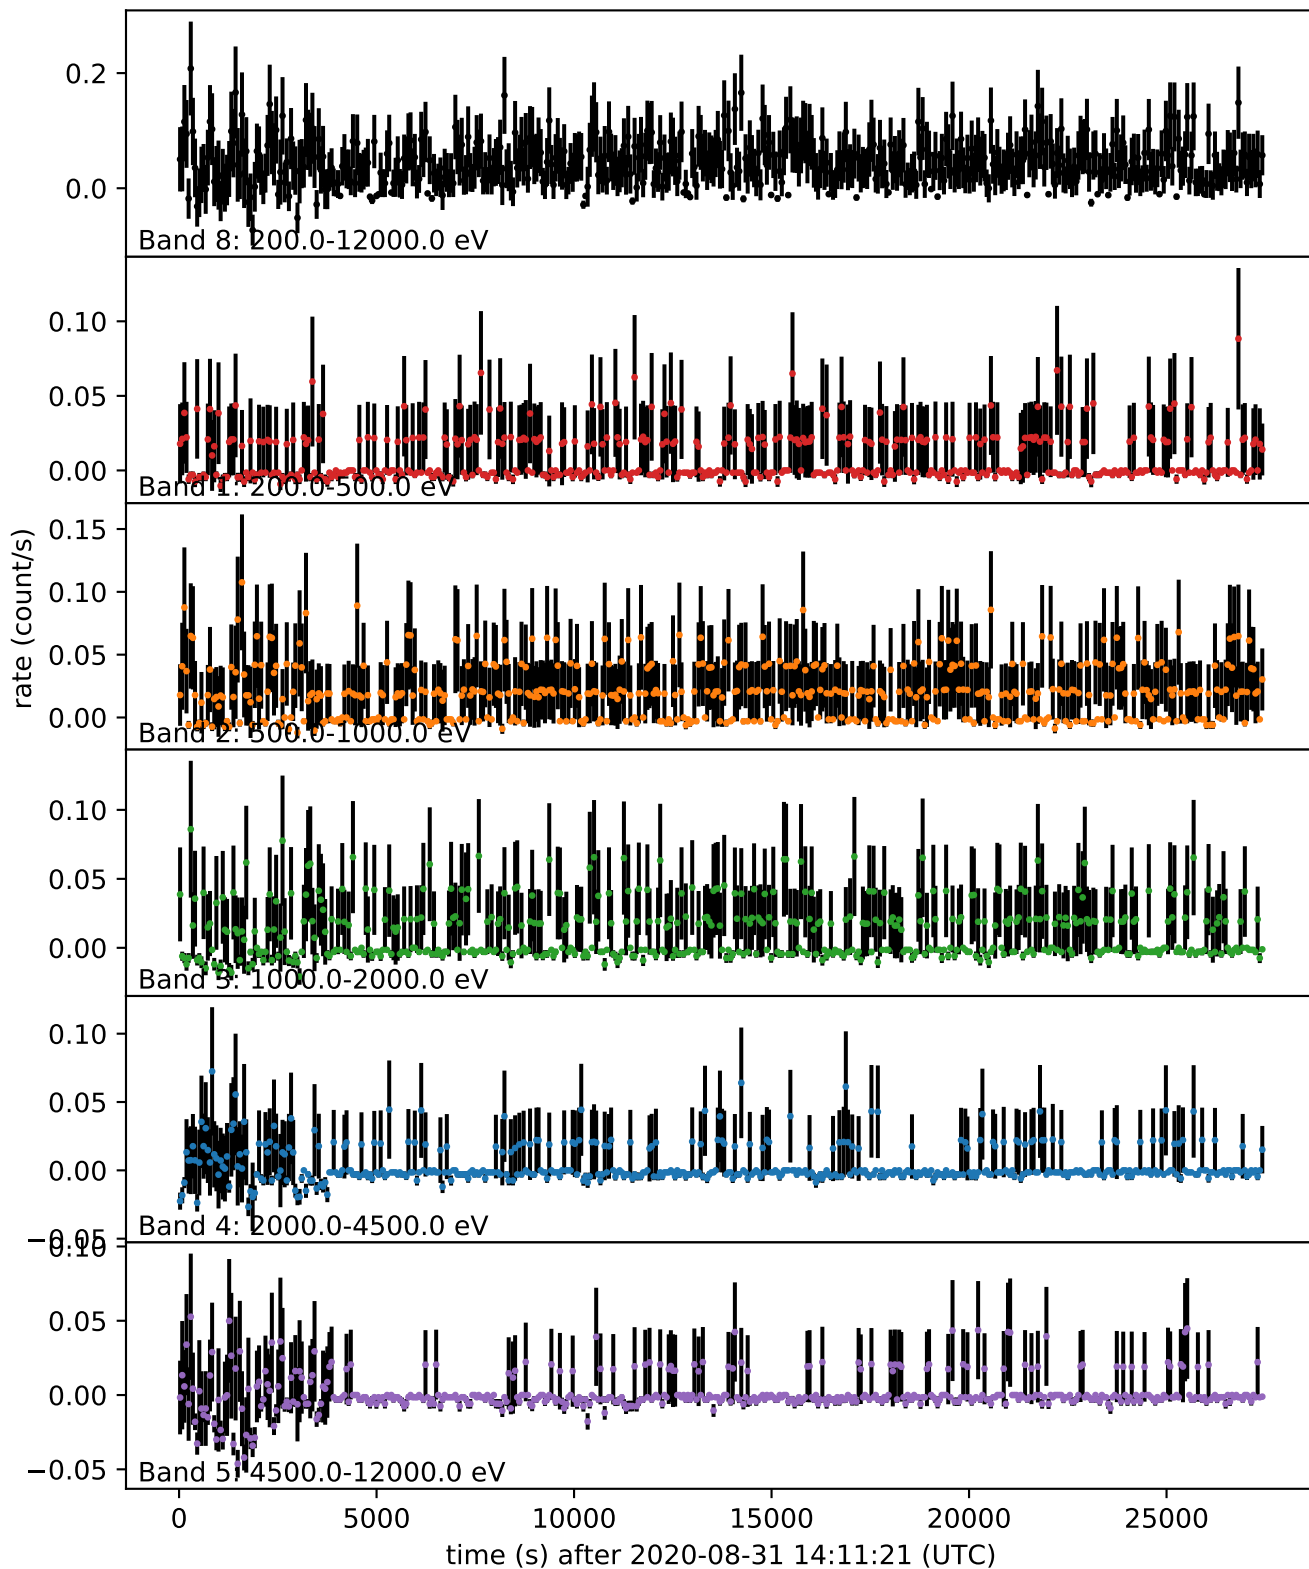 0.2
0.0
Band 8: 200.0-12000.0 eV
0.10
0.05
0.00
Band 1: 200.0-500.0 eV
rate (count/s)
0.15
0.10
0.05
0.00
Band 2: 500.0-1000.0 eV
0.10
0.05
0.00
Band 3: 1000.0-2000.0 eV
0.10
0.05
0.00
−0.05
Band 4: 2000.0-4500.0 eV
0.10
0.05
0.00
−0.05
Band 5: 4500.0-12000.0 eV
0 5000 10000 15000 20000 25000
time (s) after 2020-08-31 14:11:21 (UTC)